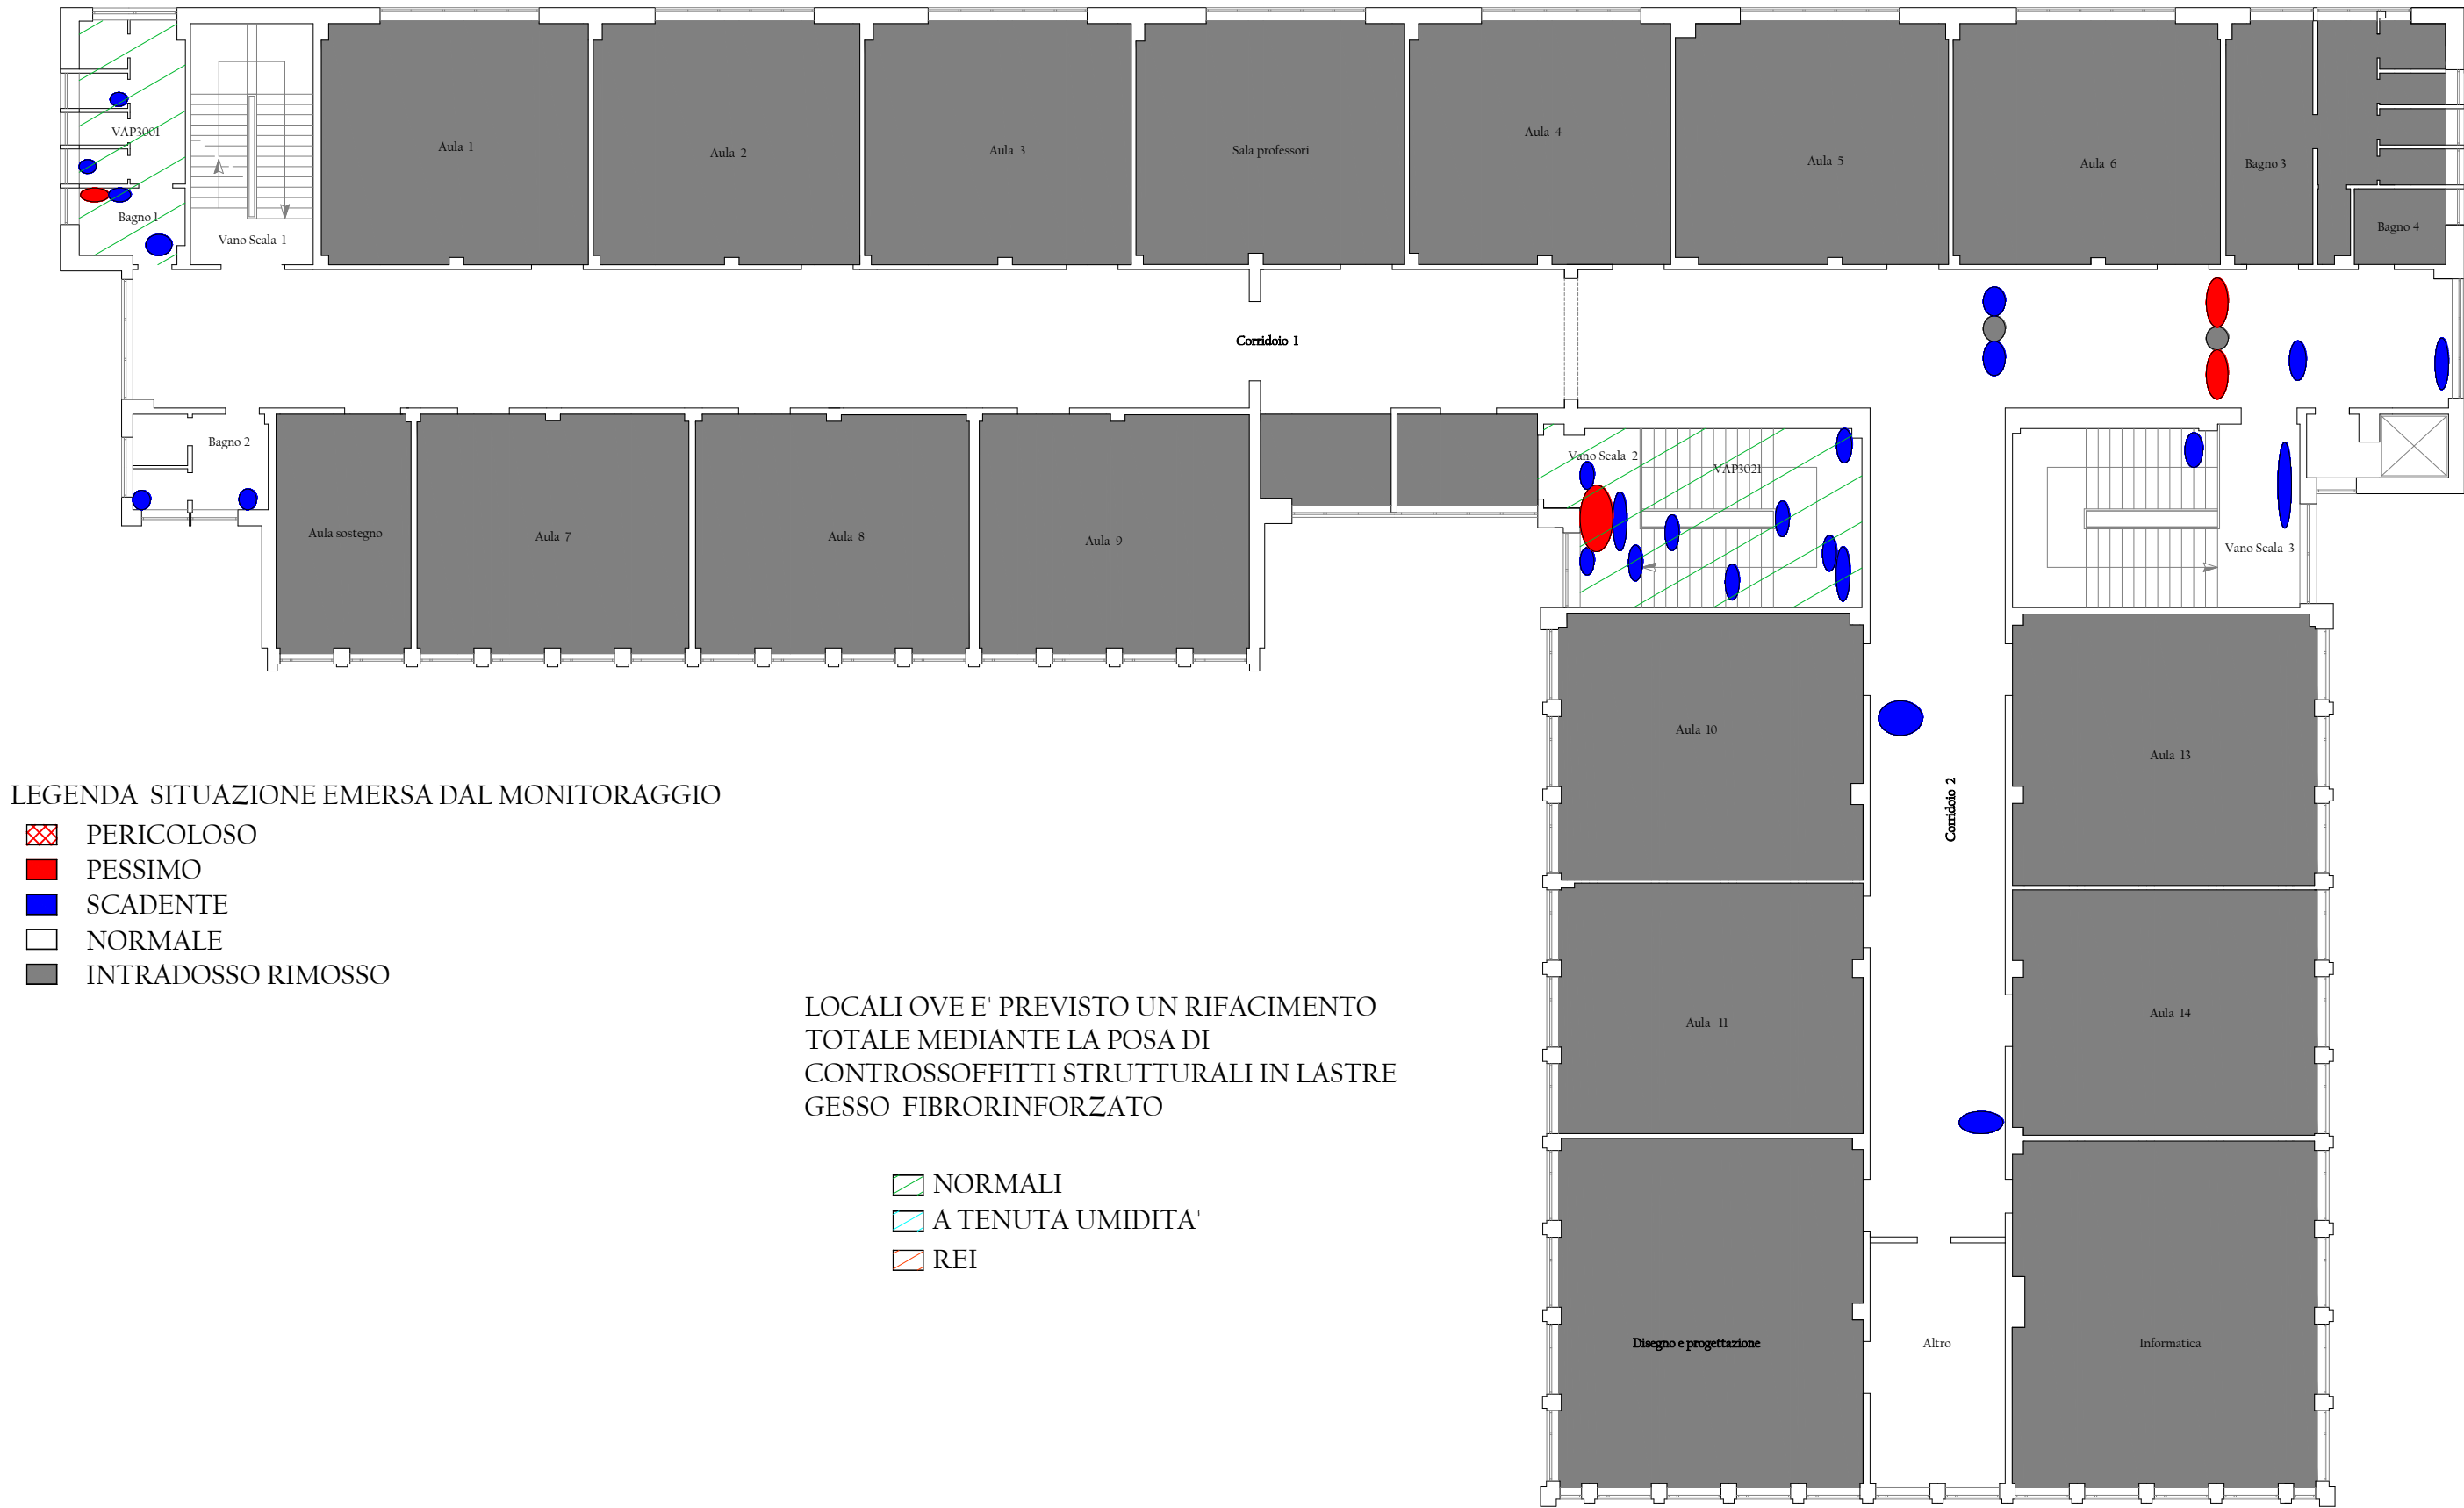 Aula 1
Aula 2
Aula 3
Sala professori
Aula 4
Aula 5
Aula 6
Bagno 3
Bagno 4
VAP3001
Bagno 1
Vano Scala 1
Corridoio 1
Bagno 2
Aula sostegno
Aula 7
Aula 8
Aula 9
Vano Scala 2
VAP3021
Vano Scala 3
Aula 10
Corridoio 2
Aula 13
Aula 11
Aula 14
Disegno e progettazione
Altro
Informatica
LEGENDA SITUAZIONE EMERSA DAL MONITORAGGIO
PERICOLOSO
PESSIMO
SCADENTE
NORMALE
INTRADOSSO RIMOSSO
LOCALI OVE E' PREVISTO UN RIFACIMENTO
TOTALE MEDIANTE LA POSA DI
CONTROSSOFFITTI STRUTTURALI IN LASTRE
GESSO FIBRORINFORZATO
NORMALI
A TENUTA UMIDITA'
REI